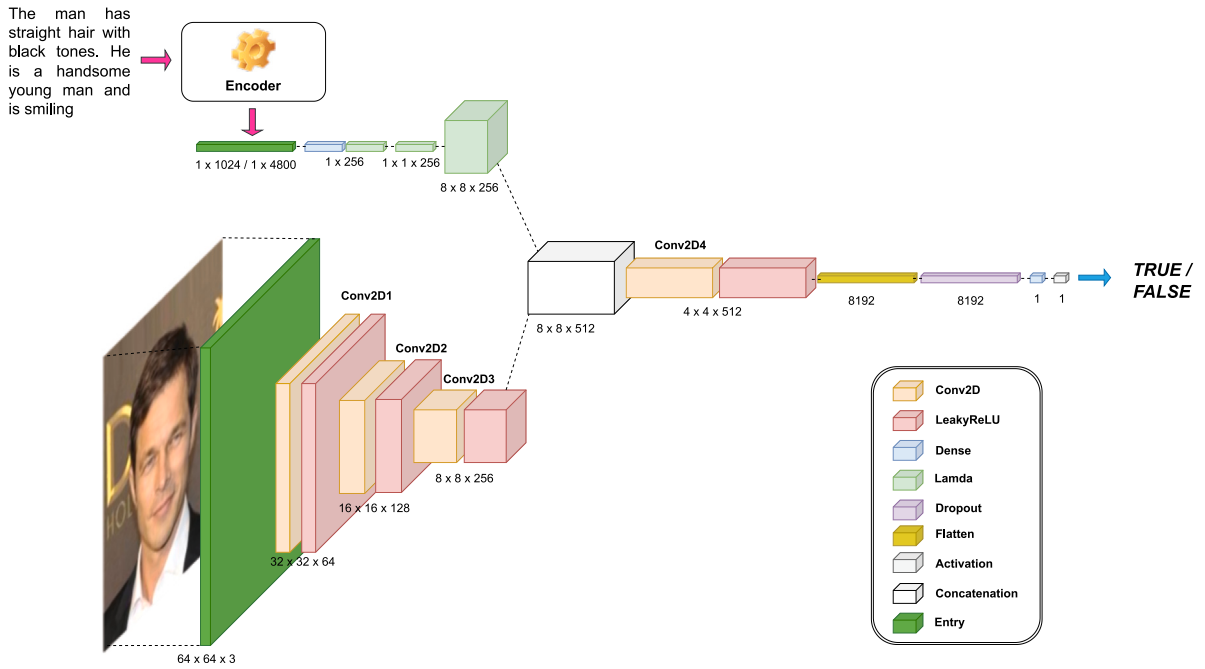 The man has
straight hair with
black tones. He
is a handsome
young man and
is smiling
Encoder
1 x 1024 / 1 x 4800
1 x 256
1 x 1 x 256
8 x 8 x 256
Conv2D1
Conv2D2
Conv2D3
64 x 64 x 3
32 x 32 x 64
16 x 16 x 128
8 x 8 x 256
8 x 8 x 512
Conv2D4
4 x 4 x 512
8192
8192
1
1
TRUE /
FALSE
Conv2D
LeakyReLU
Dense
Lamda
Dropout
Flatten
Activation
Concatenation
Entry